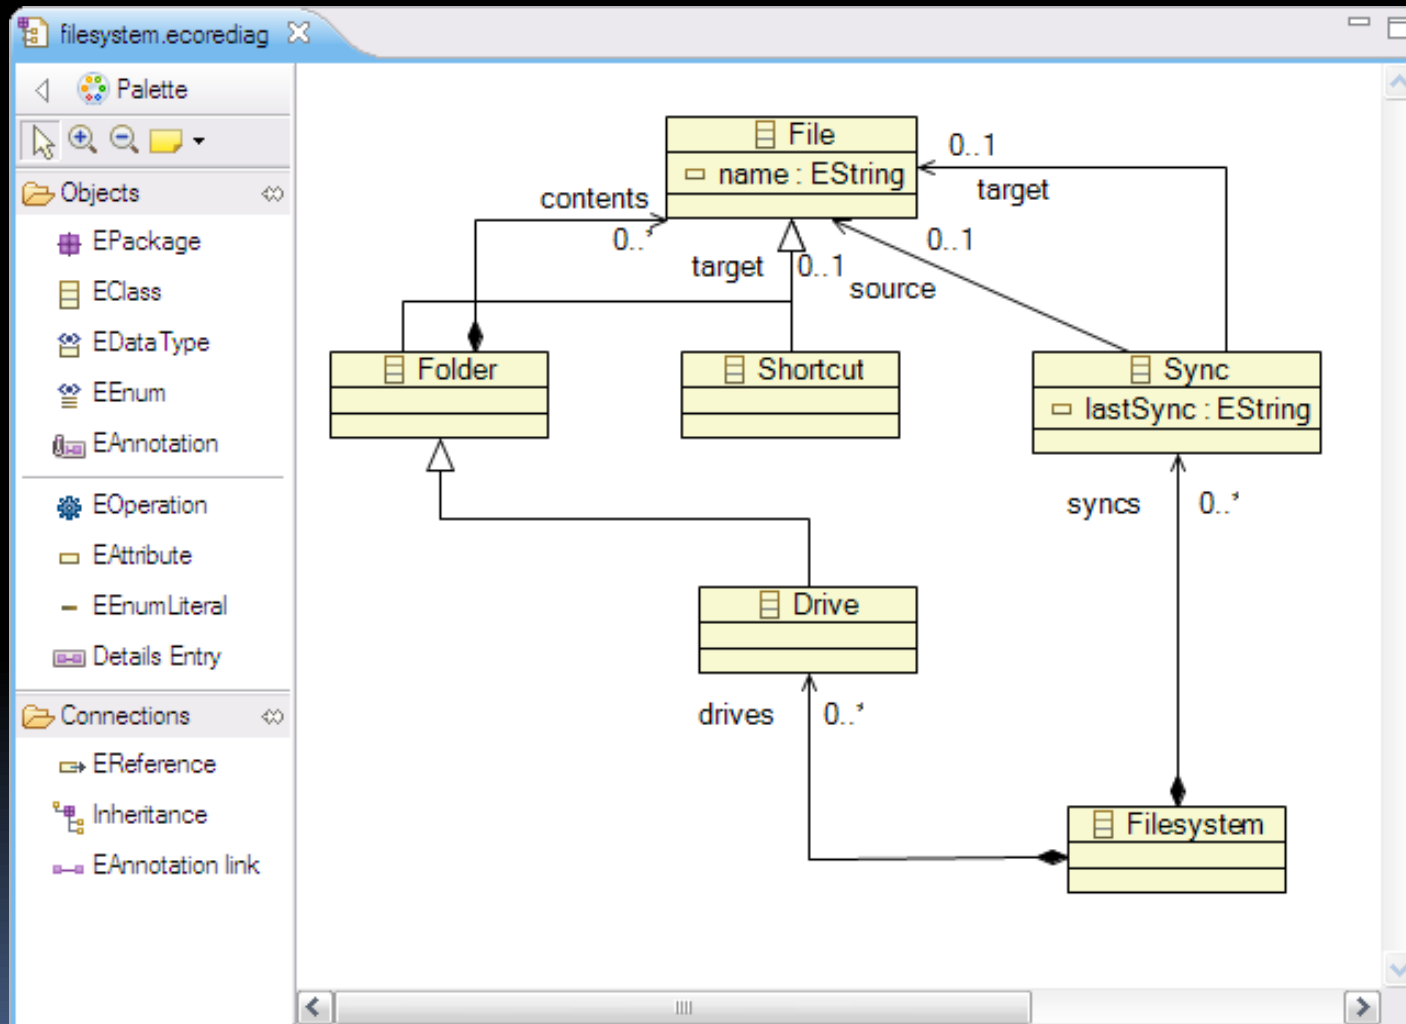 filesystem.ecorediag
Palette
Objects
EPackage
EClass
EDataType
EEnum
EAnnotation
EOperation
EAttribute
EEnumLiteral
Details Entry
Connections
EReference
Inheritance
EAnnotation link
File
name : EString
0..1
target
contents
0..*
target
0..1
0..1
source
Folder
Shortcut
Sync
lastSync : EString
syncs
0..*
Drive
drives
0..*
Filesystem